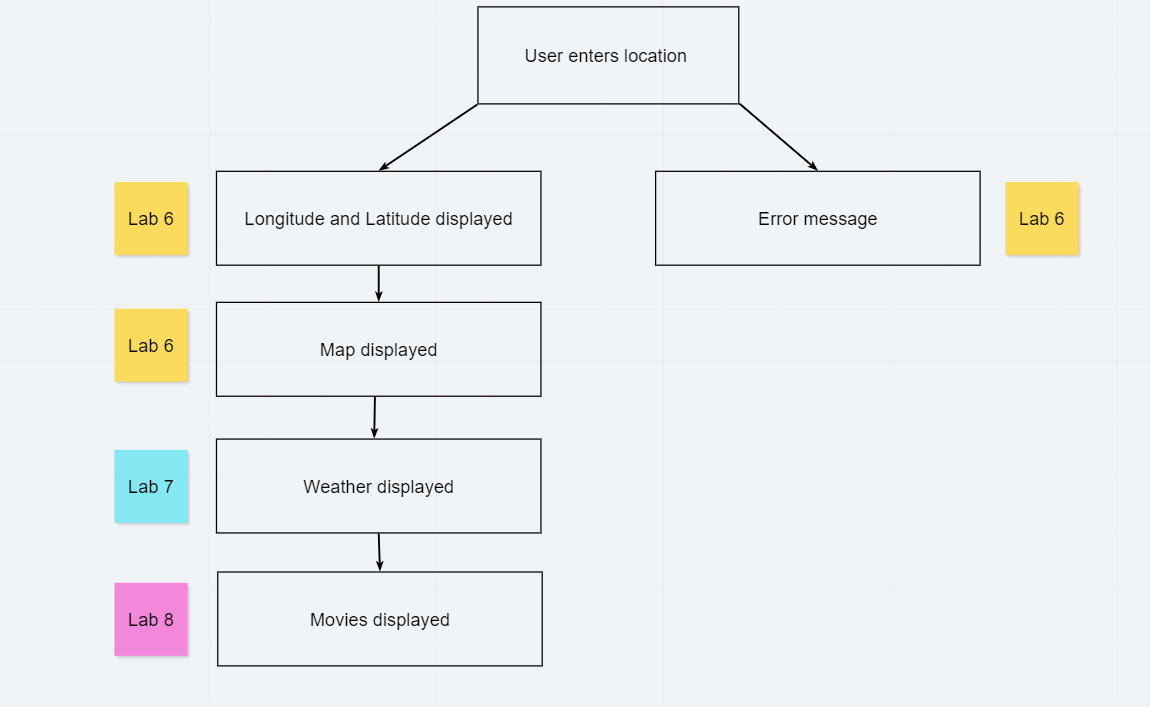 User enters location
Lab 6
Longitude and Latitude displayed
Error message
Lab 6
Lab 6
Map displayed
Lab 7
Weather displayed
Lab 8
Movies displayed